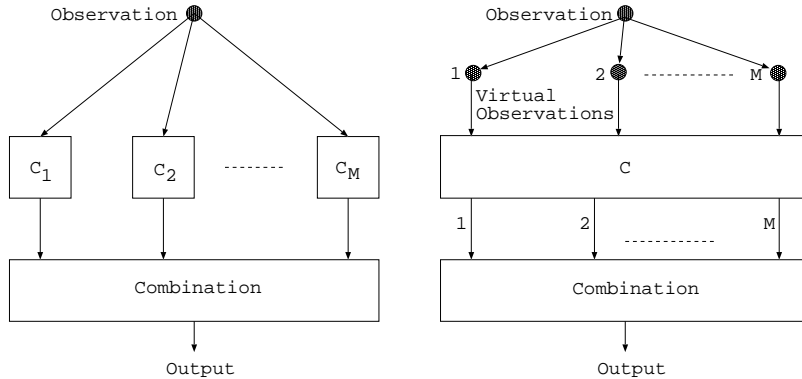 Observation
C1 C2 CM
Combination
Output
Observation
1 2 M
Virtual
Observations
C
1 2 M
Combination
Output